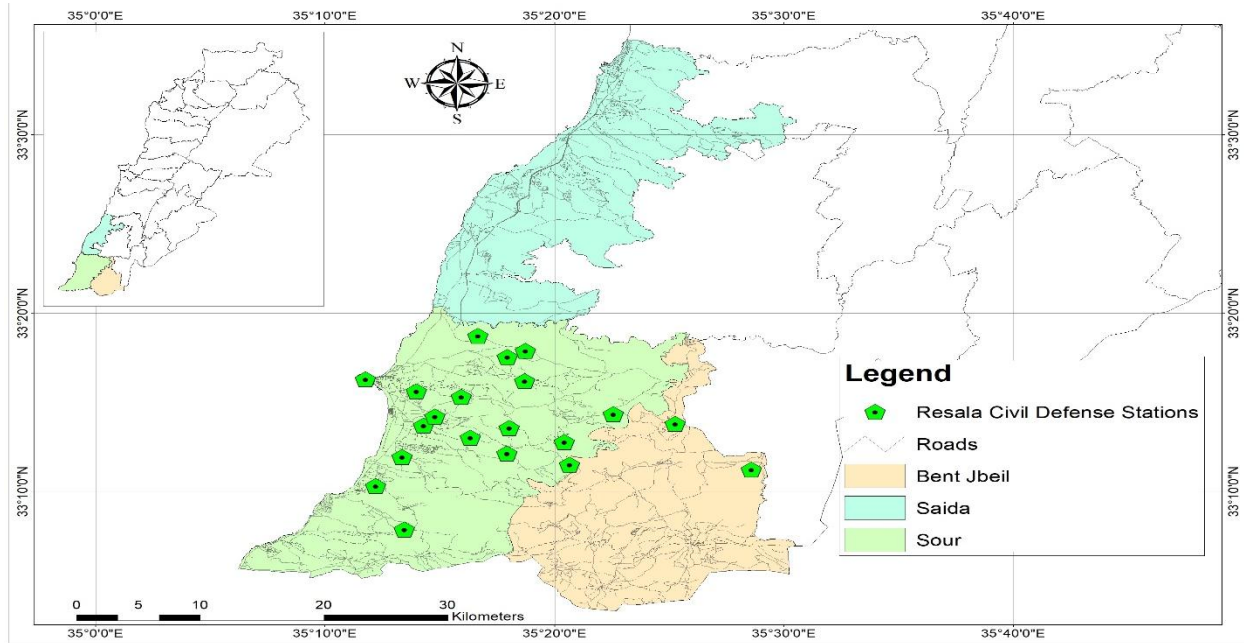 35°0'0"E 35°10'0"E 35°20'0"E 35°30'0"E 35°40'0"E
N
W E
S
33°30'0"N 33°30'0"N
33°20'0"N 33°20'0"N
33°10'0"N 33°10'0"N
Legend
Resala Civil Defense Stations
Roads
Bent Jbeil
Saida
Sour
0 5 10 20 30
Kilometers
35°0'0"E 35°10'0"E 35°20'0"E 35°30'0"E 35°40'0"E